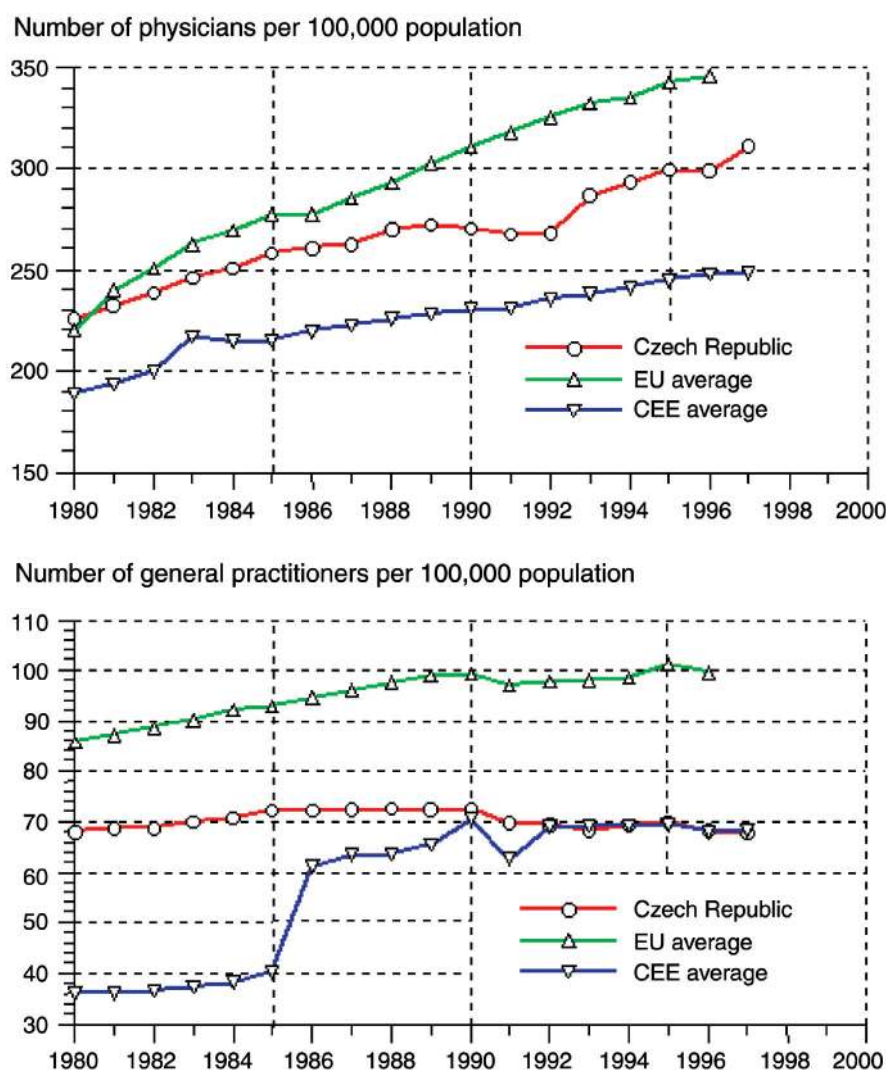 Number of physicians per 100,000 population
350
300
250
200
150
Czech Republic
EU average
CEE average
1980 1982 1984 1986 1988 1990 1992 1994 1996 1998 2000
Number of general practitioners per 100,000 population
110
100
90
80
70
60
50
40
30
Czech Republic
EU average
CEE average
1980 1982 1984 1986 1988 1990 1992 1994 1996 1998 2000